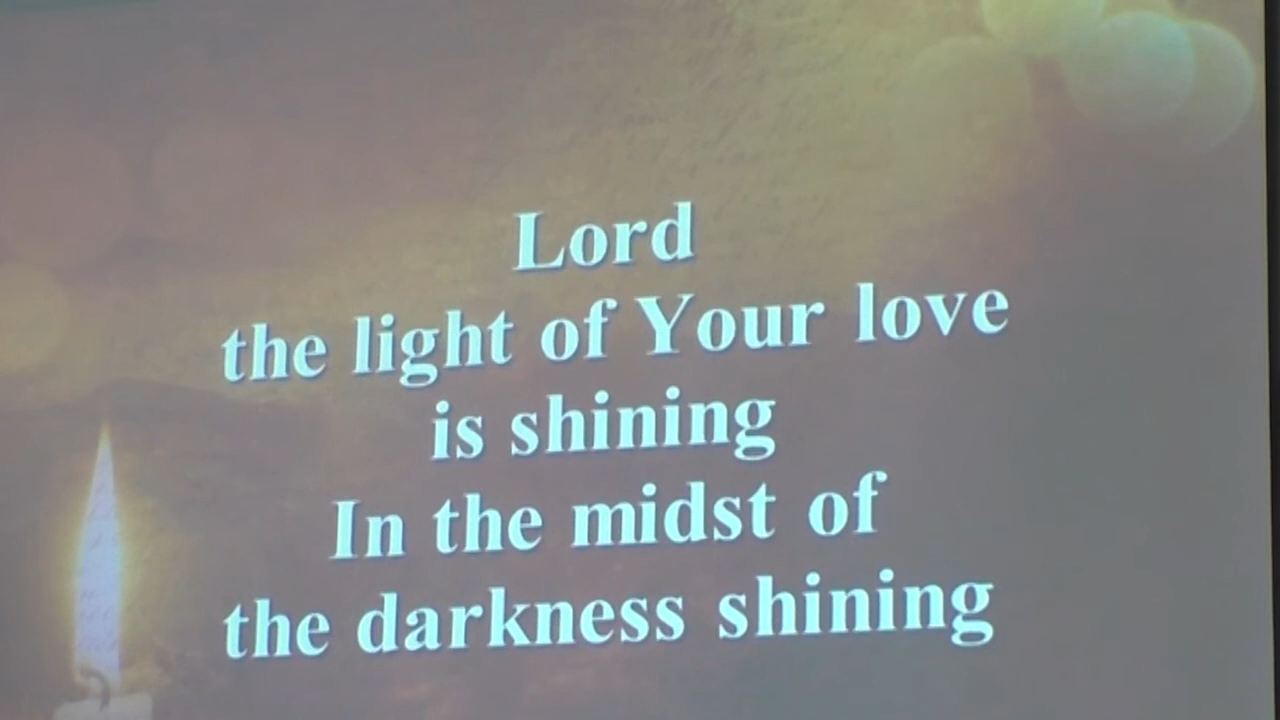 Lord
the light of Your love
is shining
In the midst of
the darkness shining